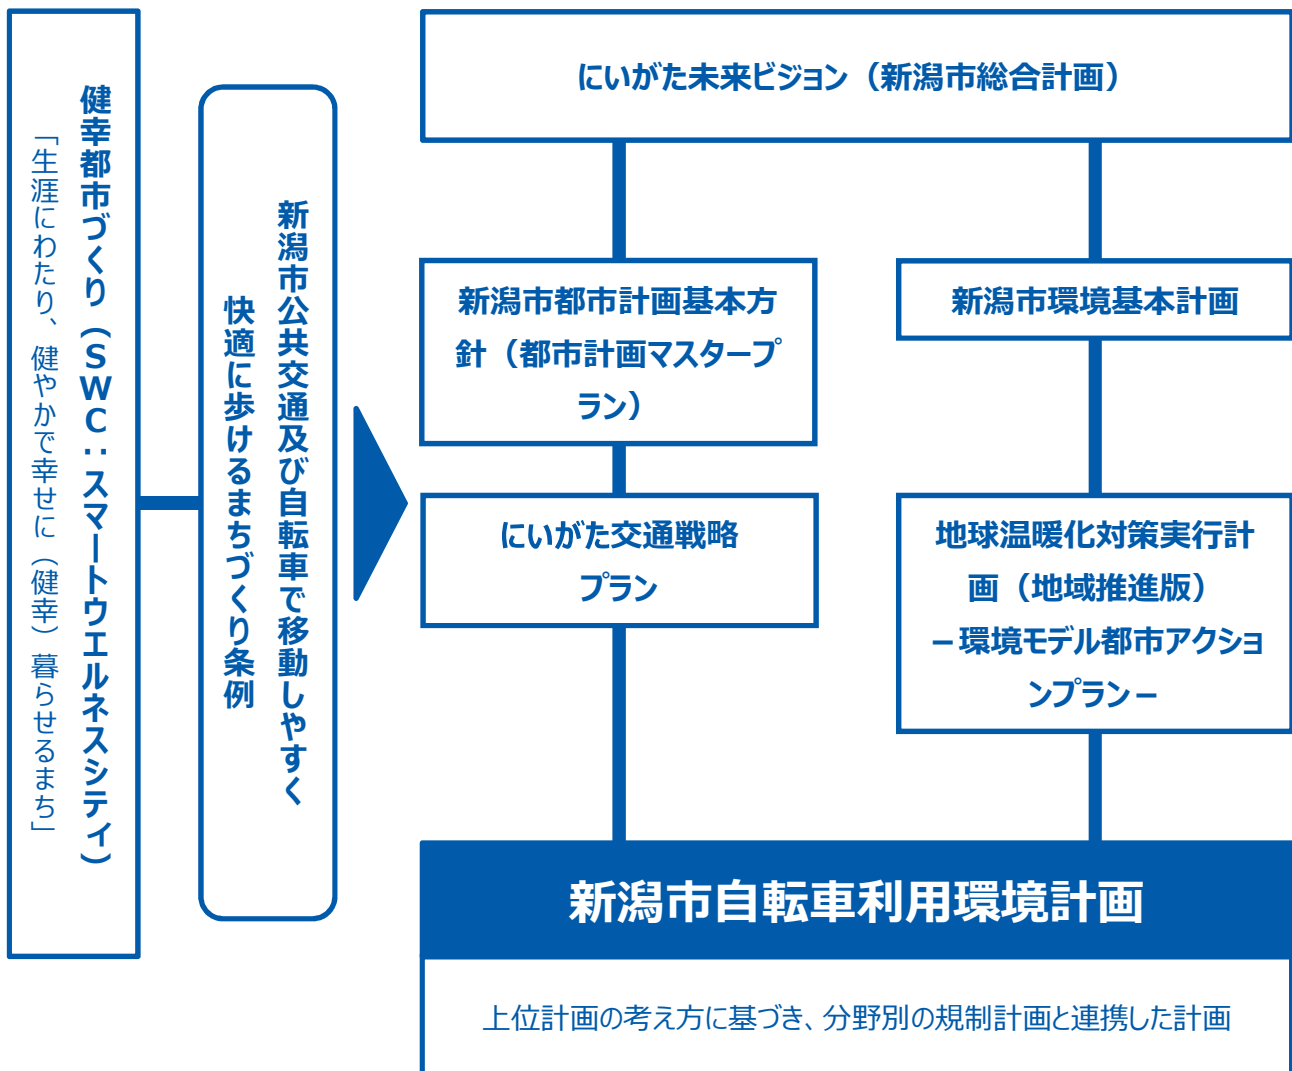 健幸都市づくり（ＳＷＣ：スマートウエルネスシティ）
「生涯にわたり、健やかで幸せに（健幸）暮らせるまち」
新潟市公共交通及び自転車で移動しやすく
快適に歩けるまちづくり条例
にいがた未来ビジョン（新潟市総合計画）
新潟市都市計画基本方
針（都市計画マスタープ
ラン）
新潟市環境基本計画
にいがた交通戦略
プラン
地球温暖化対策実行計
画（地域推進版）
－環境モデル都市アクショ
ンプラン－
新潟市自転車利用環境計画
上位計画の考え方に基づき、分野別の規制計画と連携した計画